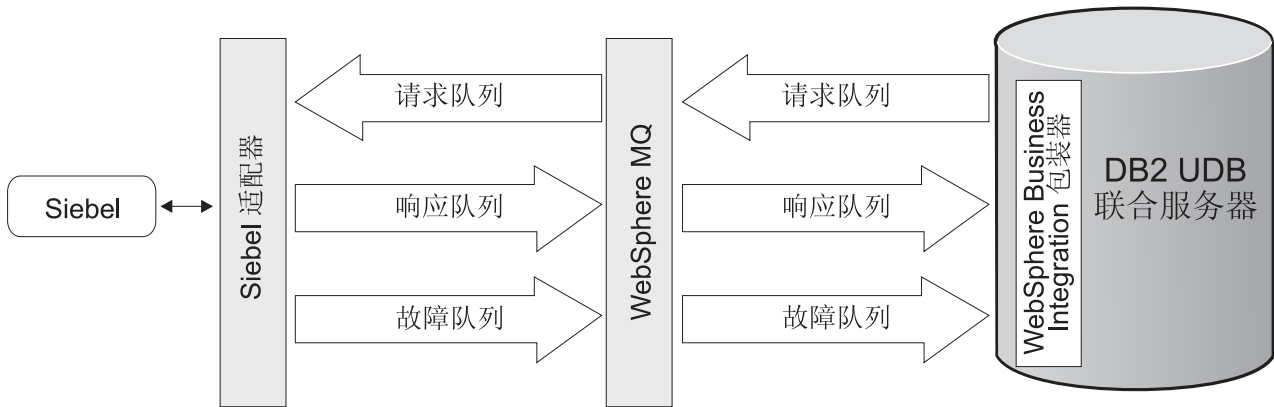 Siebel
Siebel 适配器
请求队列
响应队列
故障队列
WebSphere MQ
请求队列
响应队列
故障队列
WebSphere Business
Integration 包装器
DB2 UDB
联合服务器